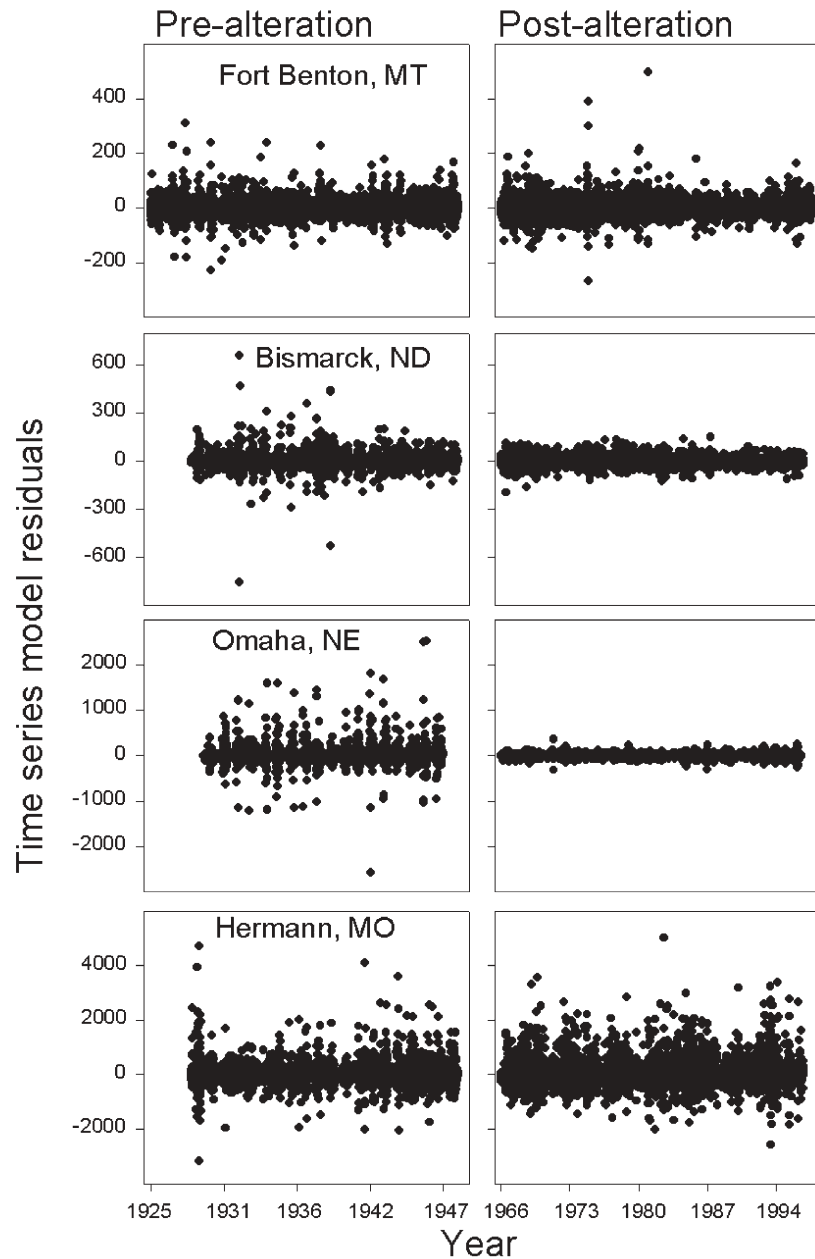 Pre-alteration
Post-alteration
Fort Benton, MT
400
200
0
-200
Bismarck, ND
600
300
0
-300
-600
Omaha, NE
2000
1000
0
-1000
-2000
Hermann, MO
4000
2000
0
-2000
1925 1931 1936 1942 1947
1966 1973 1980 1987 1994
Year
Time series model residuals